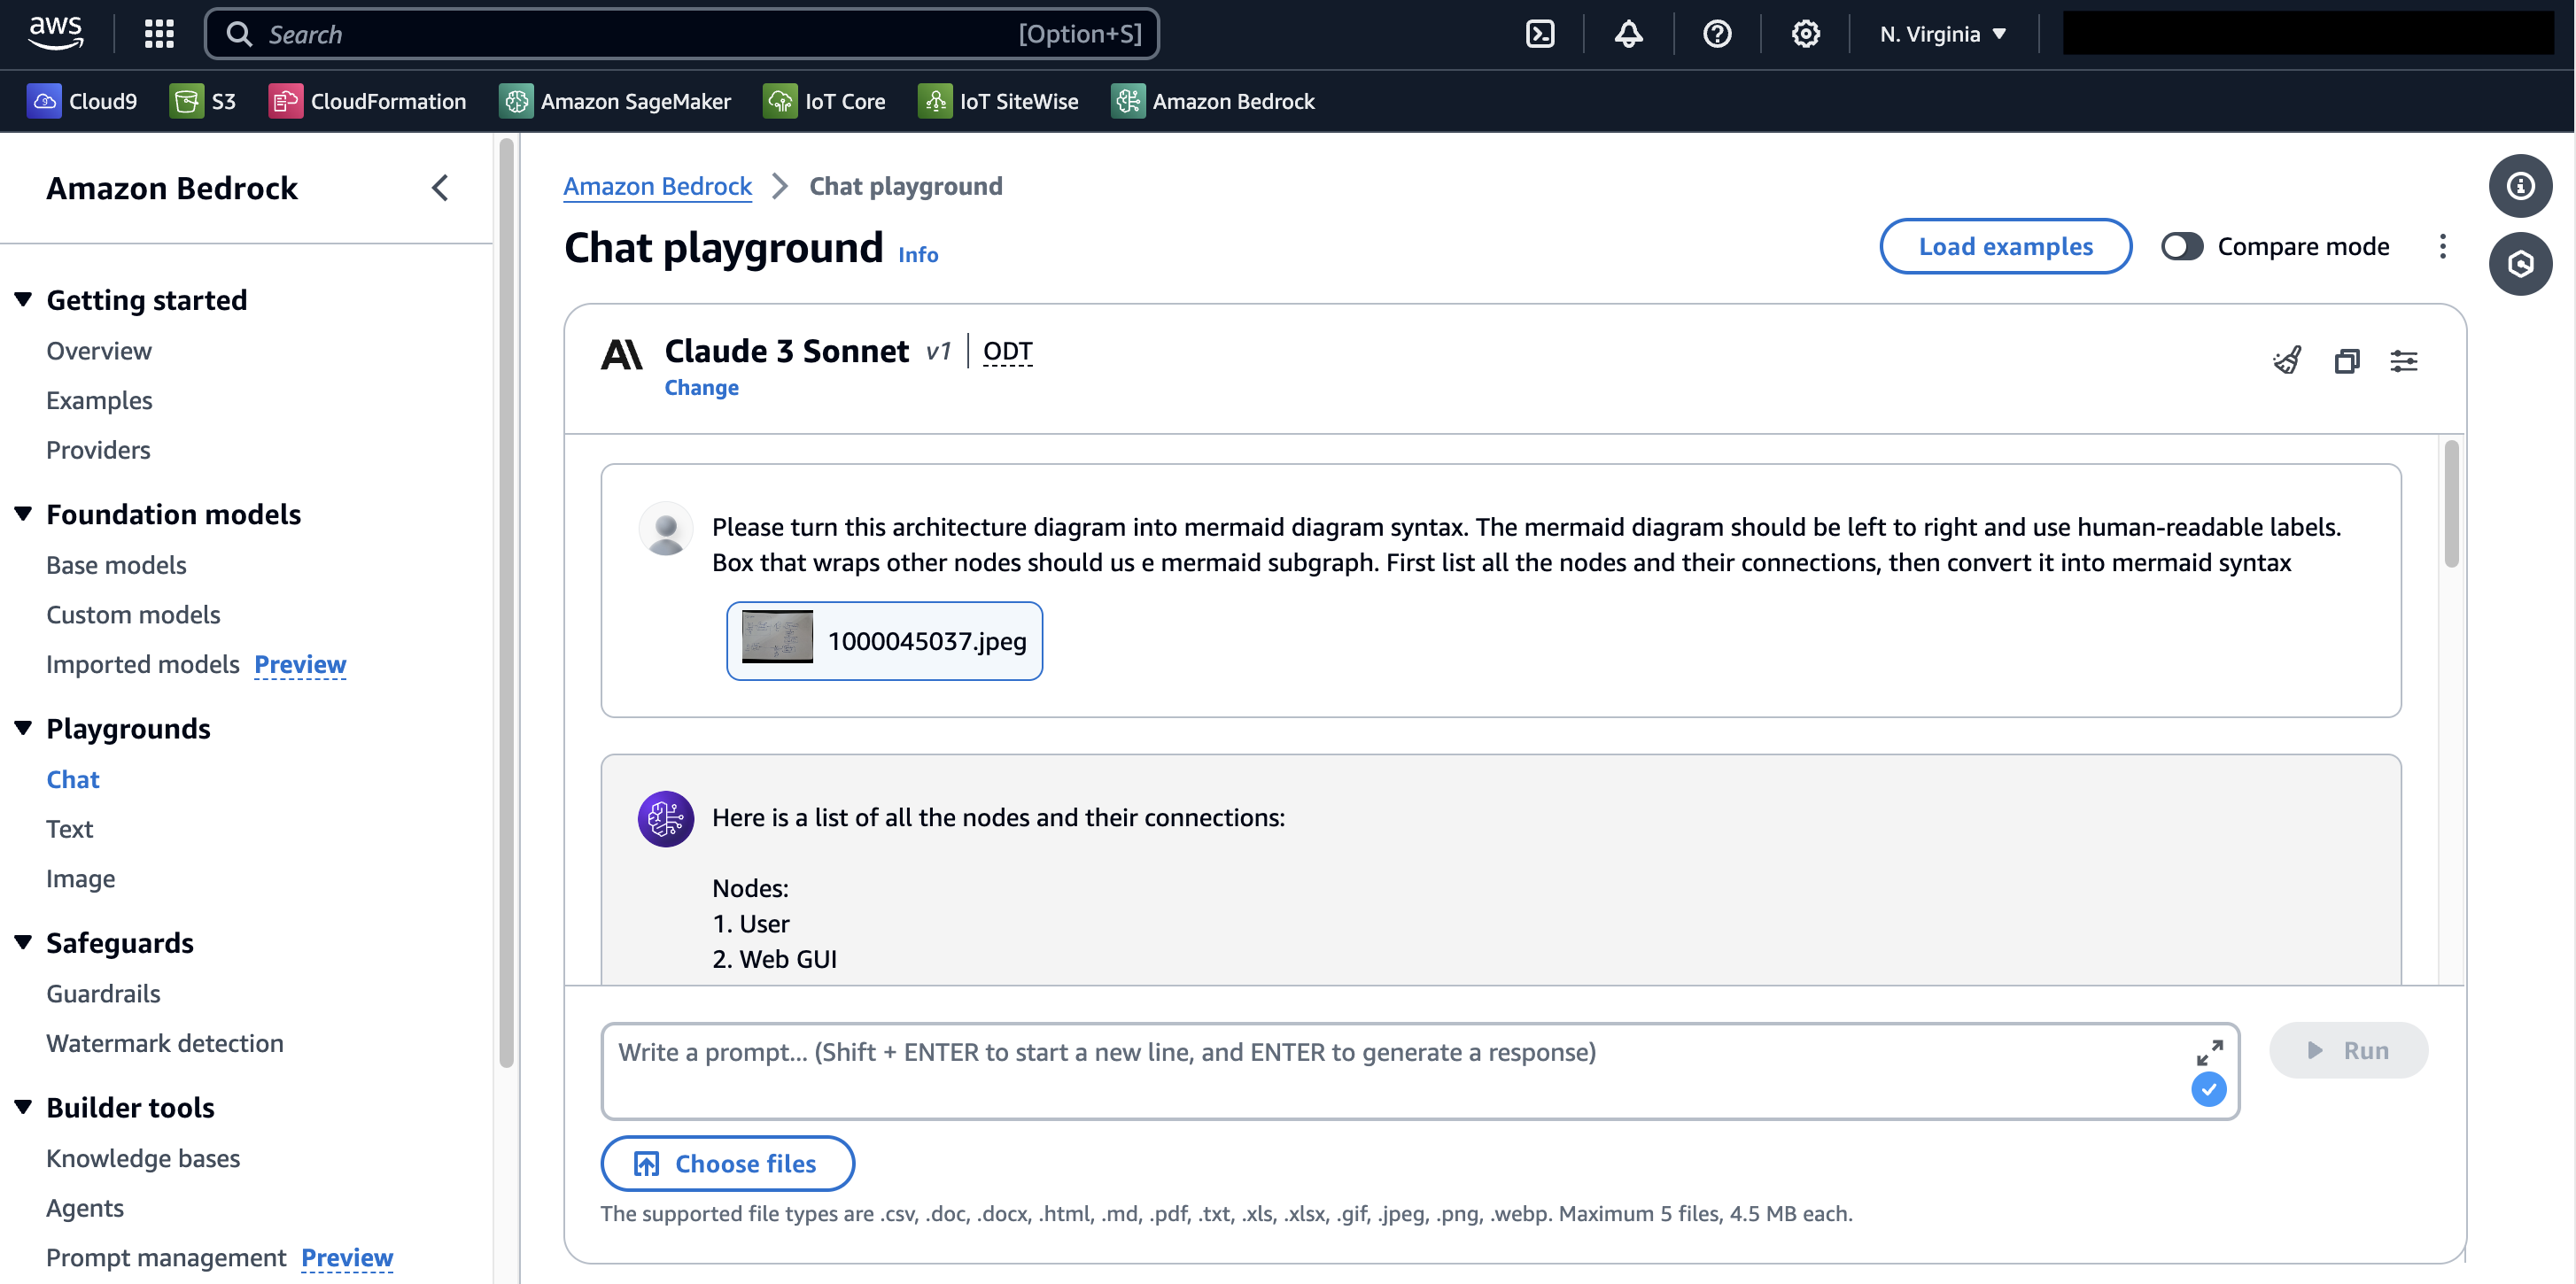 aws
Search [Option+S]
N. Virginia
Cloud9
S3
CloudFormation
Amazon SageMaker
IoT Core
IoT SiteWise
Amazon Bedrock
Amazon Bedrock
Getting started
Overview
Examples
Providers
Foundation models
Base models
Custom models
Imported models Preview
Playgrounds
Chat
Text
Image
Safeguards
Guardrails
Watermark detection
Builder tools
Knowledge bases
Agents
Prompt management Preview
Amazon Bedrock > Chat playground
Chat playground Info
Load examples
Compare mode
Claude 3 Sonnet v1 | ODT
Change
Please turn this architecture diagram into mermaid diagram syntax. The mermaid diagram should be left to right and use human-readable labels.
Box that wraps other nodes should us e mermaid subgraph. First list all the nodes and their connections, then convert it into mermaid syntax
1000045037.jpeg
Here is a list of all the nodes and their connections:
Nodes:
1. User
2. Web GUI
Write a prompt... (Shift + ENTER to start a new line, and ENTER to generate a response)
Run
Choose files
The supported file types are .csv, .doc, .docx, .html, .md, .pdf, .txt, .xls, .xlsx, .gif, .jpeg, .png, .webp. Maximum 5 files, 4.5 MB each.